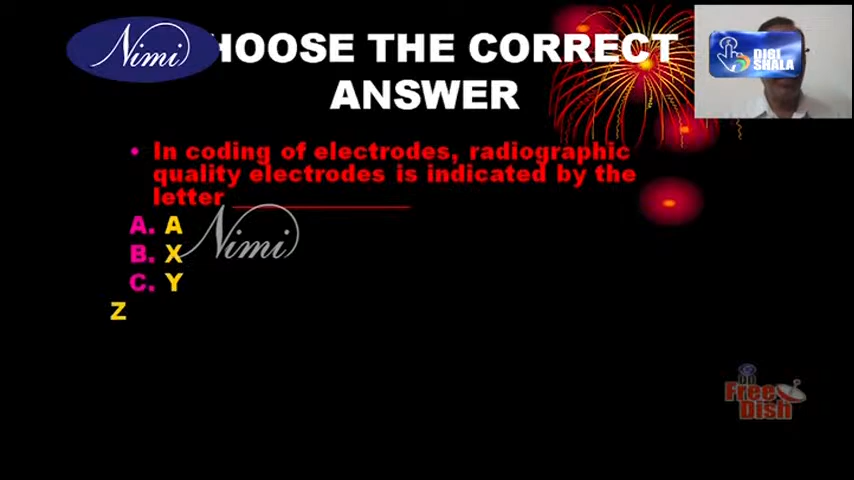 Nimi
HOOSE THE CORRECT
ANSWER
DIGI
SHALA
• In coding of electrodes, radiographic
quality electrodes is indicated by the
letter _______________
A. A
B. X
C. Y
Z
Nimi
Free
Dish